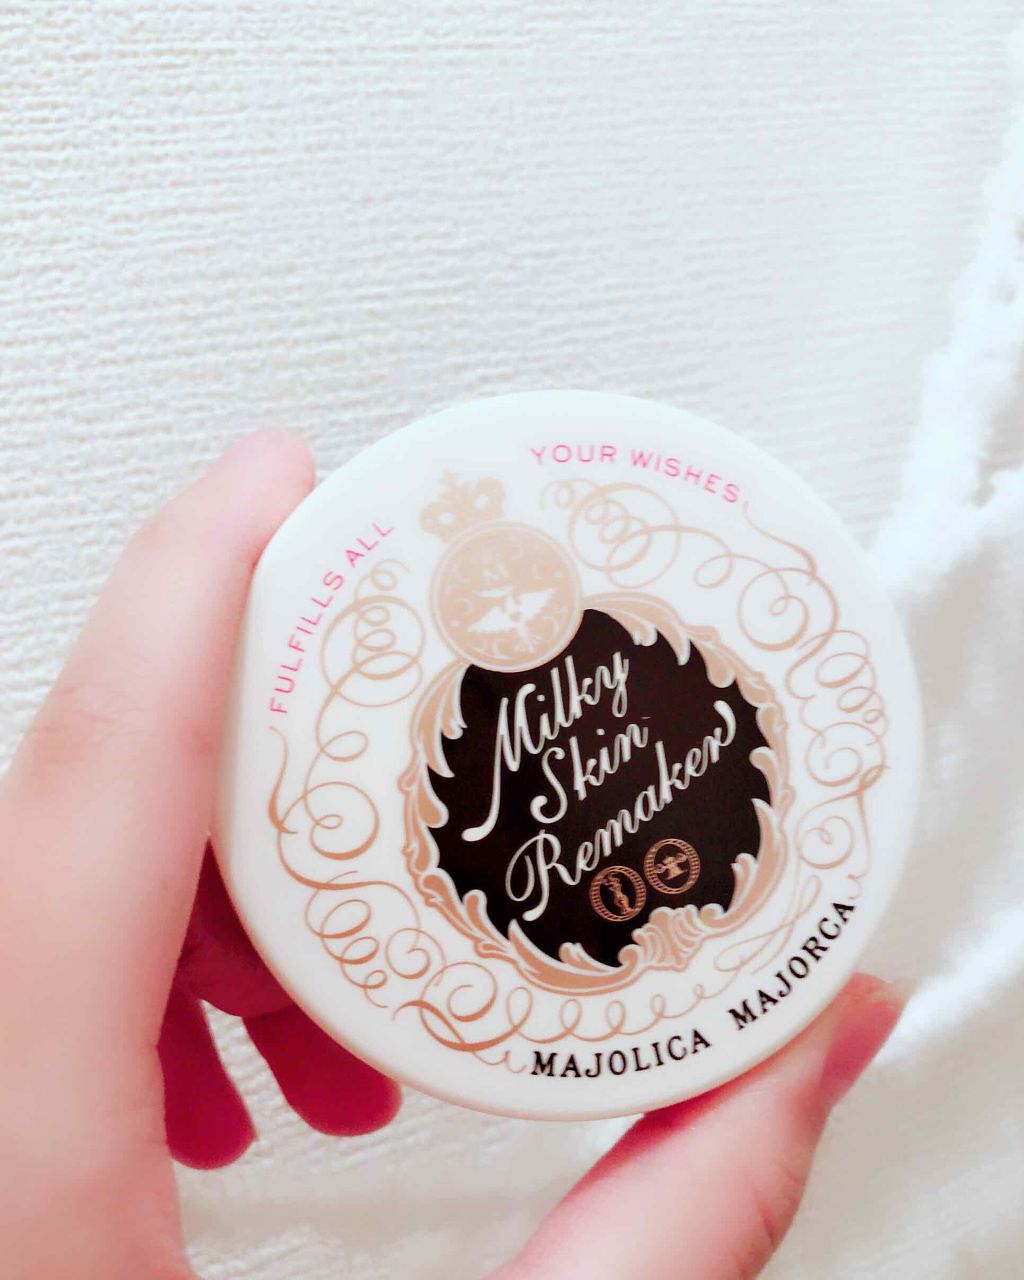 FULFILLS ALL
YOUR WISHES
Milky
Skin
Remaker
MAJOLICA MAJORCA